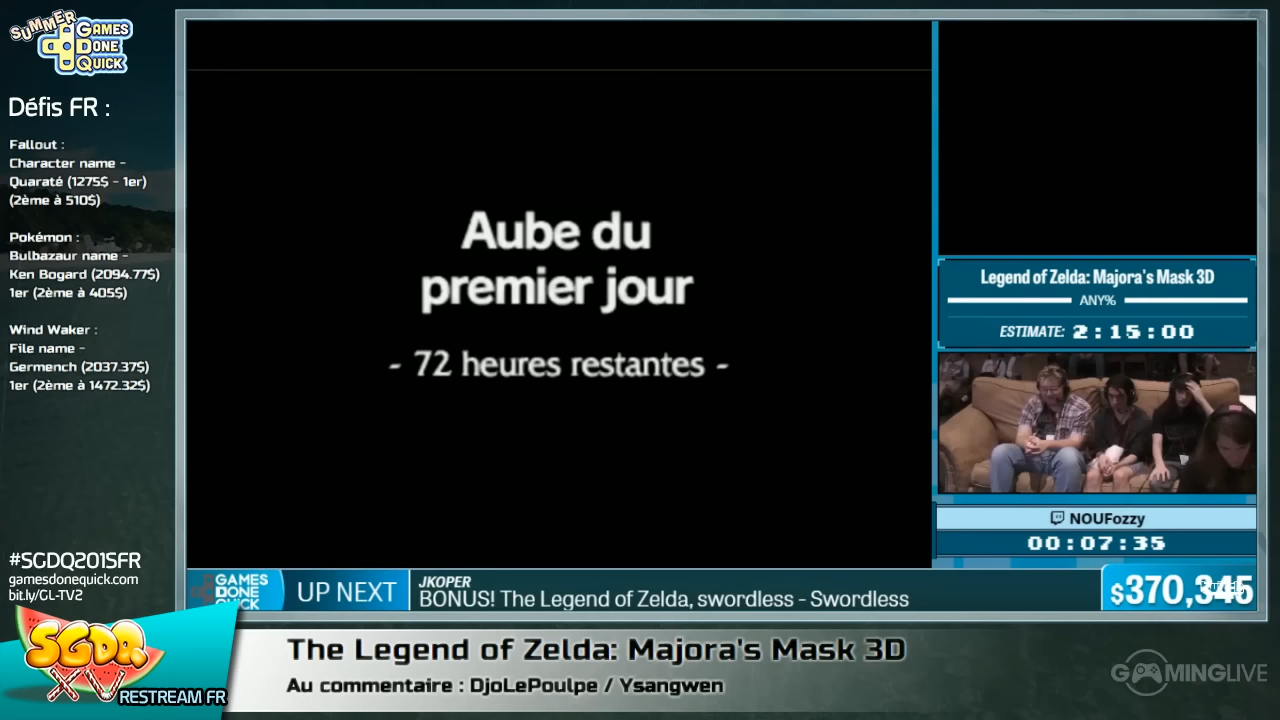 SUMMER
GAMES
DONE
QUICK
Défis FR :
Fallout :
Character name -
Quaraté (1275$ - 1er)
(2ème à 510$)
Pokémon :
Bulbazaur name -
Ken Bogard (2094.77$)
1er (2ème à 405$)
Wind Waker :
File name -
Germench (2037.37$)
1er (2ème à 1472.32$)
#SGDQ2015FR
gamesdonequick.com
bit.ly/GL-TV2
SGDQ
XV
RESTREAM FR
Aube du
premier jour
- 72 heures restantes -
Legend of Zelda: Majora's Mask 3D
ANY%
ESTIMATE: 2:15:00
NOUFozzy
00:07:35
GAMES
DONE
QUICK
UP NEXT
JKOPER
BONUS! The Legend of Zelda, swordless - Swordless
$370,345
The Legend of Zelda: Majora's Mask 3D
Au commentaire : DjoLePoulpe / Ysangwen
GAMINGLIVE